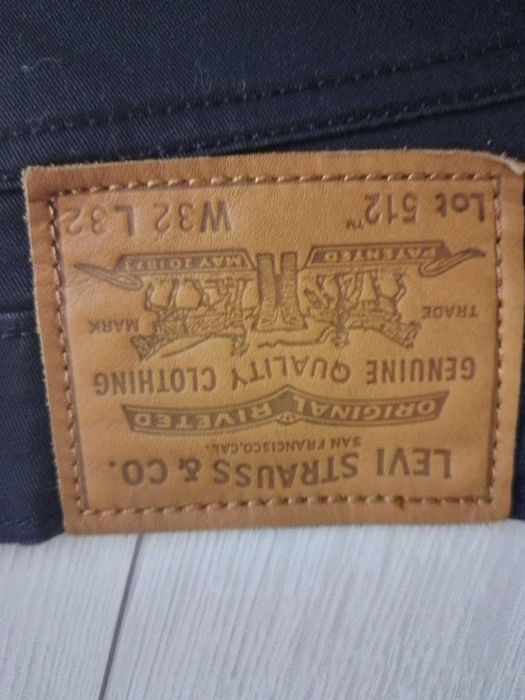 LEVI STRAUSS & CO.
SAN FRANCISCO, CAL.
ORIGINAL RIVETED
GENUINE QUALITY CLOTHING
TRADE MARK
PATENTED MAY 20 1873
Lot 512™ W32 L32